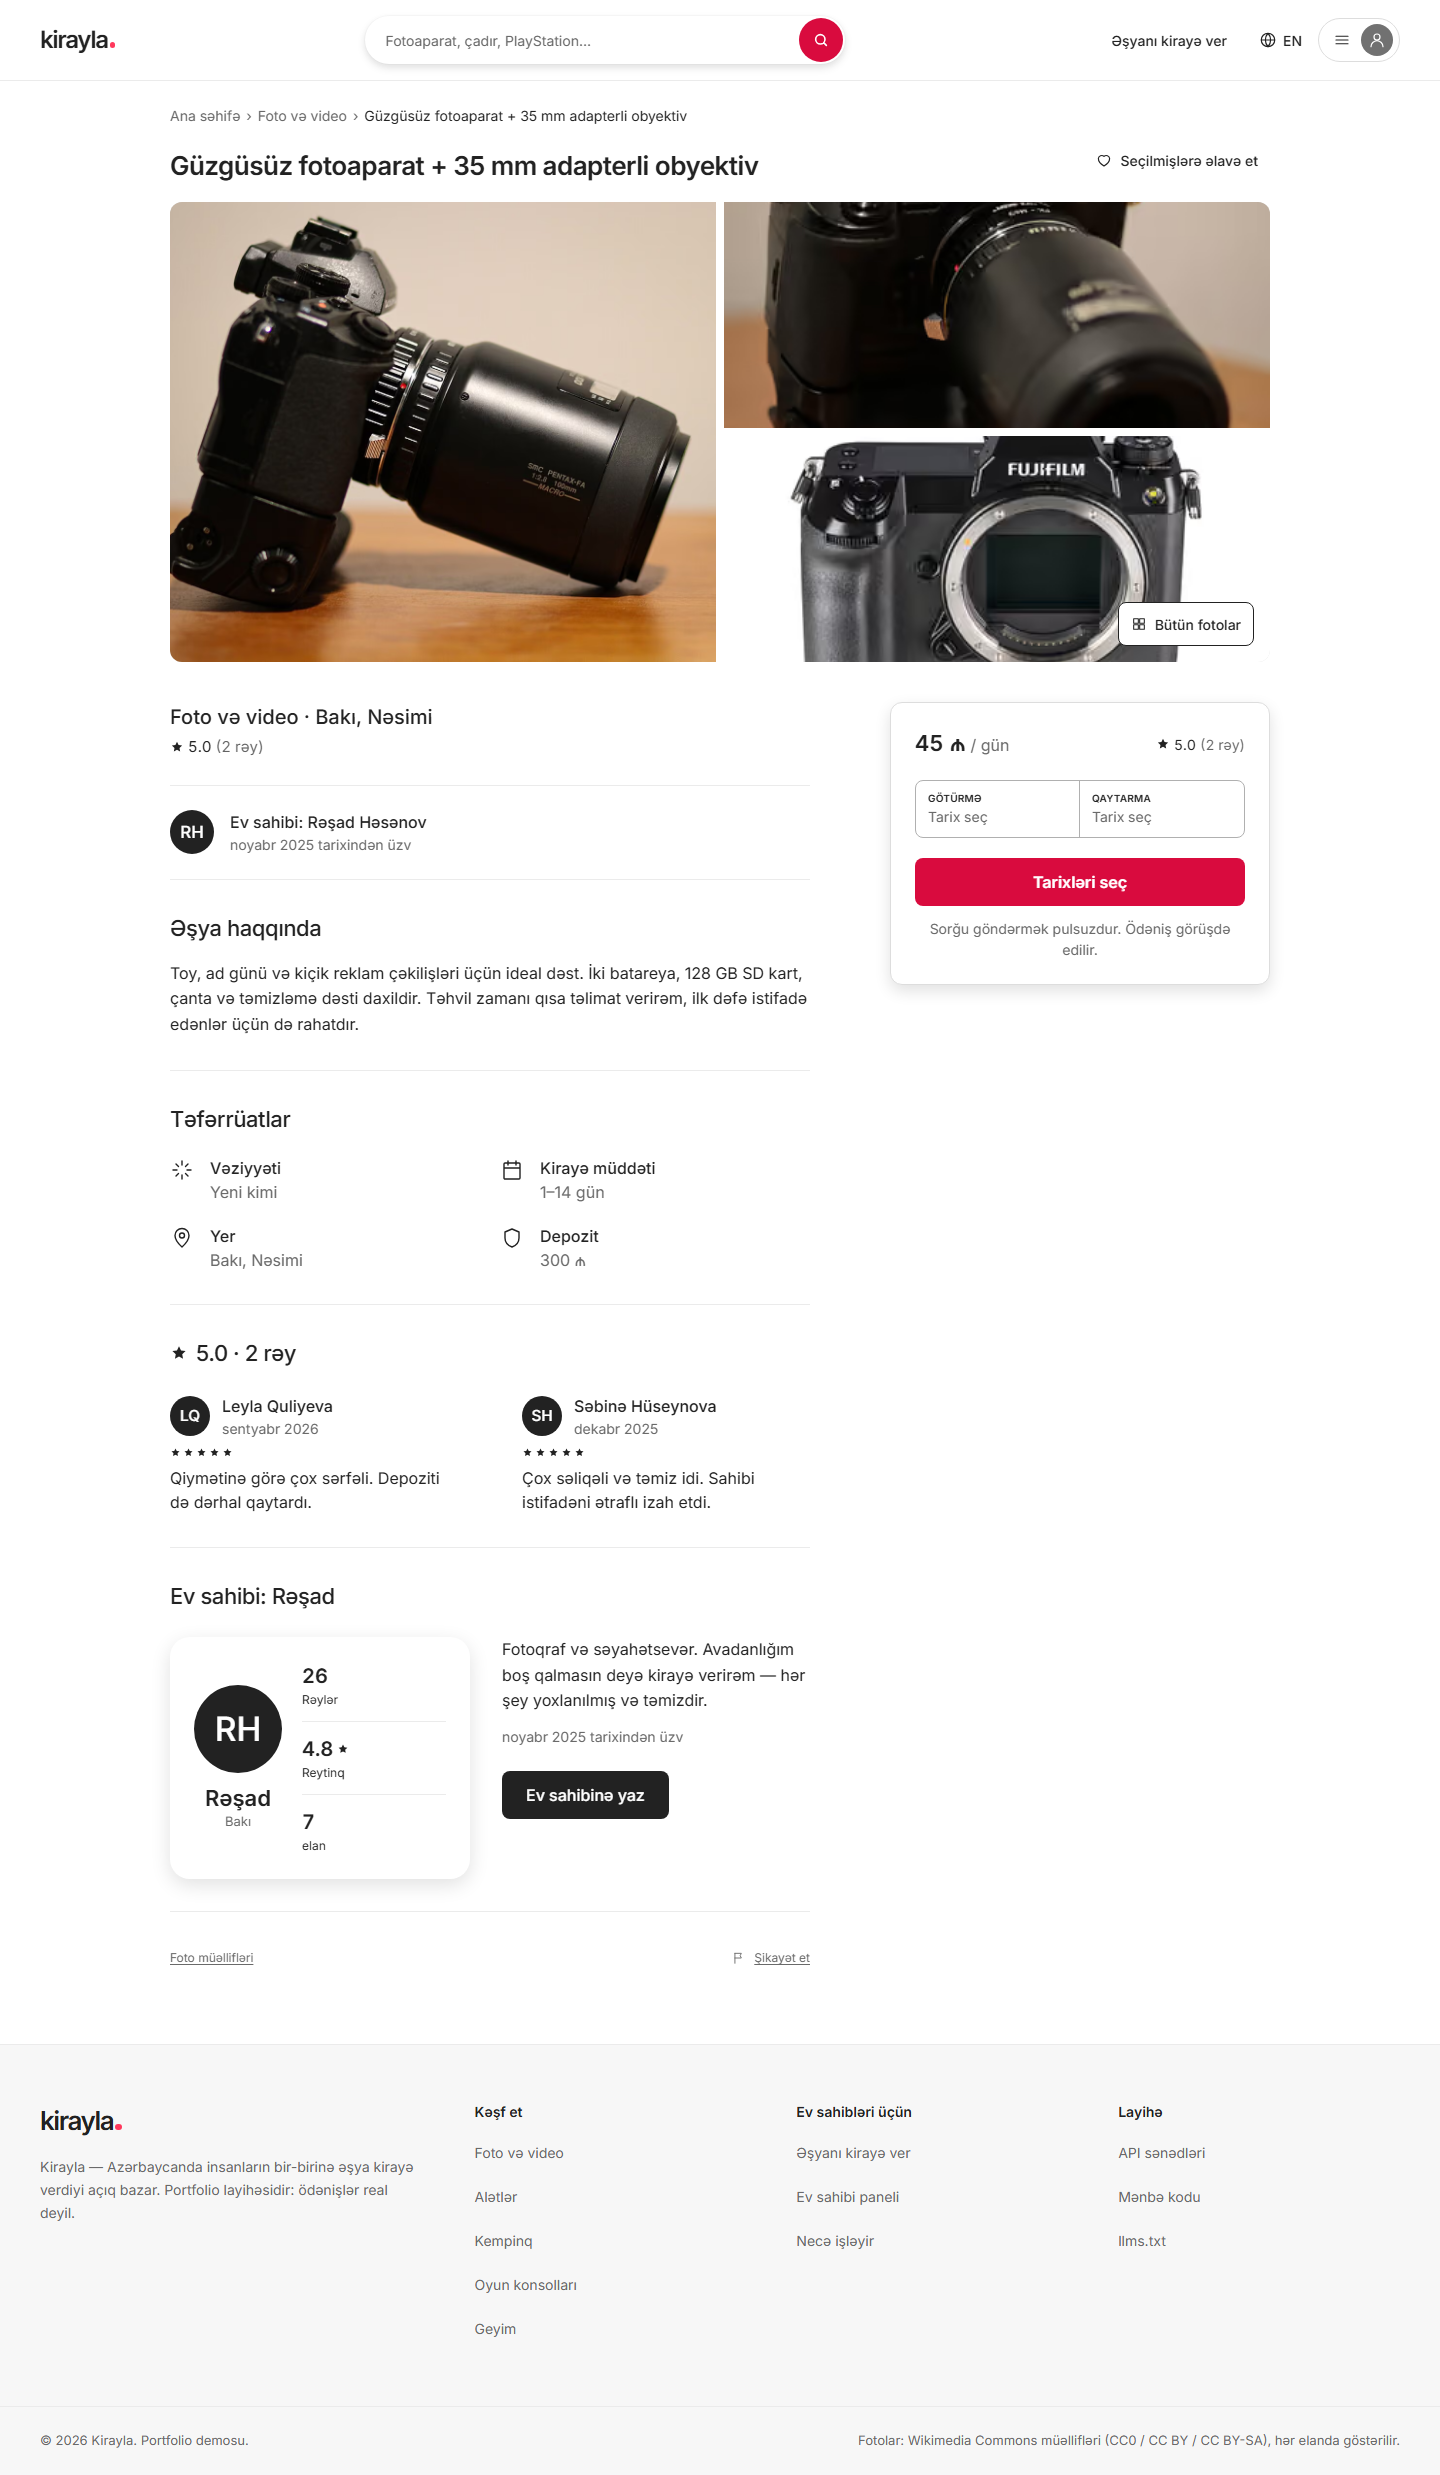 kirayla.
Fotoaparat, çadır, PlayStation...
Əşyanı kirayə ver
EN
Ana səhifə › Foto və video › Güzgüsüz fotoaparat + 35 mm adapterli obyektiv
Güzgüsüz fotoaparat + 35 mm adapterli obyektiv
Seçilmişlərə əlavə et
SMC PENTAX-FA
1:2.8 100mm
MACRO
FUJIFILM
Bütün fotolar
Foto və video · Bakı, Nəsimi
★ 5.0 (2 rəy)
45 ₼ / gün
★ 5.0 (2 rəy)
GÖTÜRMƏ
Tarix seç
QAYTARMA
Tarix seç
Tarixləri seç
Sorğu göndərmək pulsuzdur. Ödəniş görüşdə
edilir.
RH
Ev sahibi: Rəşad Həsənov
noyabr 2025 tarixindən üzv
Əşya haqqında
Toy, ad günü və kiçik reklam çəkilişləri üçün ideal dəst. İki batareya, 128 GB SD kart,
çanta və təmizləmə dəsti daxildir. Təhvil zamanı qısa təlimat verirəm, ilk dəfə istifadə
edənlər üçün də rahatdır.
Təfərrüatlar
Vəziyyəti
Yeni kimi
Kirayə müddəti
1–14 gün
Yer
Bakı, Nəsimi
Depozit
300 ₼
★ 5.0 · 2 rəy
LQ
Leyla Quliyeva
sentyabr 2026
★★★★★
Qiymətinə görə çox sərfəli. Depoziti
də dərhal qaytardı.
SH
Səbinə Hüseynova
dekabr 2025
★★★★★
Çox səliqəli və təmiz idi. Sahibi
istifadəni ətraflı izah etdi.
Ev sahibi: Rəşad
RH
Rəşad
Bakı
26
Rəylər
4.8 ★
Reytinq
7
elan
Fotoqraf və səyahətsevər. Avadanlığım
boş qalmasın deyə kirayə verirəm — hər
şey yoxlanılmış və təmizdir.
noyabr 2025 tarixindən üzv
Ev sahibinə yaz
Foto müəllifləri
Şikayət et
kirayla.
Kirayla — Azərbaycanda insanların bir-birinə əşya kirayə
verdiyi açıq bazar. Portfolio layihəsidir: ödənişlər real
deyil.
Kəşf et
Foto və video
Alətlər
Kempinq
Oyun konsolları
Geyim
Ev sahibləri üçün
Əşyanı kirayə ver
Ev sahibi paneli
Necə işləyir
Layihə
API sənədləri
Mənbə kodu
llms.txt
© 2026 Kirayla. Portfolio demosu.
Fotolar: Wikimedia Commons müəllifləri (CC0 / CC BY / CC BY-SA), hər elanda göstərilir.